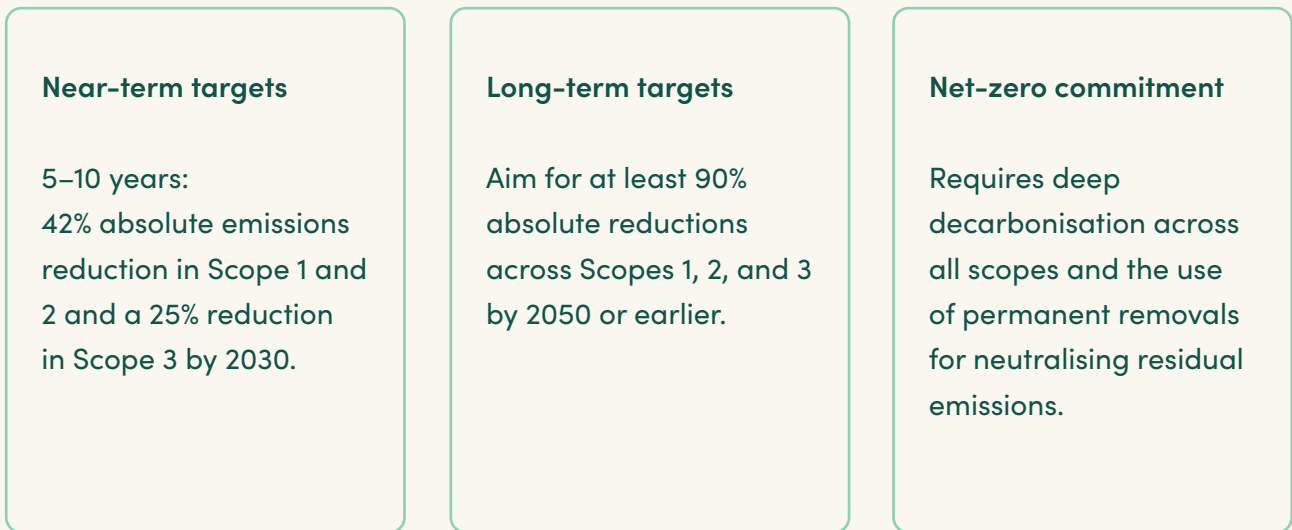 Near-term targets
5–10 years:
42% absolute emissions
reduction in Scope 1 and
2 and a 25% reduction
in Scope 3 by 2030.
Long-term targets
Aim for at least 90%
absolute reductions
across Scopes 1, 2, and 3
by 2050 or earlier.
Net-zero commitment
Requires deep
decarbonisation across
all scopes and the use
of permanent removals
for neutralising residual
emissions.